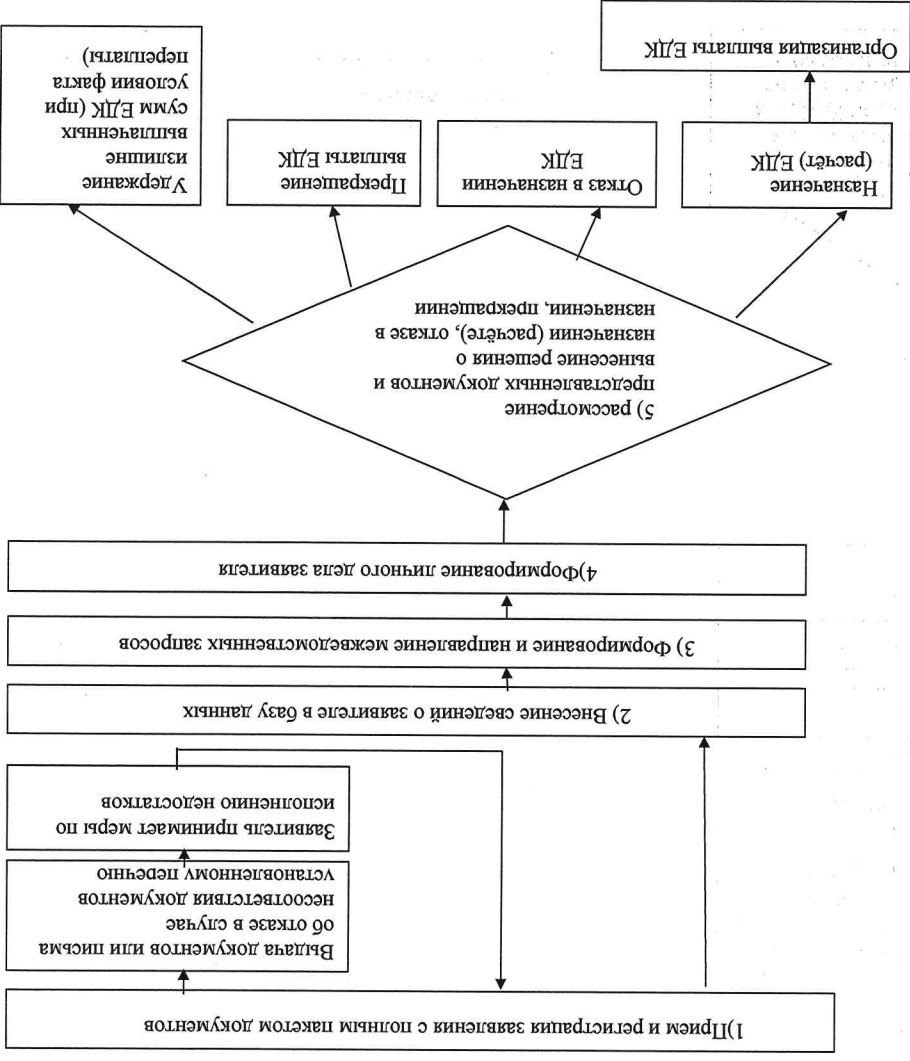 1)Прием и регистрация заявления с полным пакетом документов
Выдача документов или письма
об отказе в случае
несоответствия документов
установленному перечню
Заявитель принимает меры по
исполнению недостатков
2) Внесение сведений о заявителе в базу данных
3) Формирование и направление межведомственных запросов
4)Формирование личного дела заявителя
5) рассмотрение
представленных документов и
вынесение решения о
назначении (расчёте), отказе в
назначении, прекращении
Назначение
(расчёт) ЕДК
Отказ в назначении
ЕДК
Прекращение
выплаты ЕДК
Удержание
излишне
выплаченных
сумм ЕДК (при
условии факта
переплаты)
Организация выплаты ЕДК